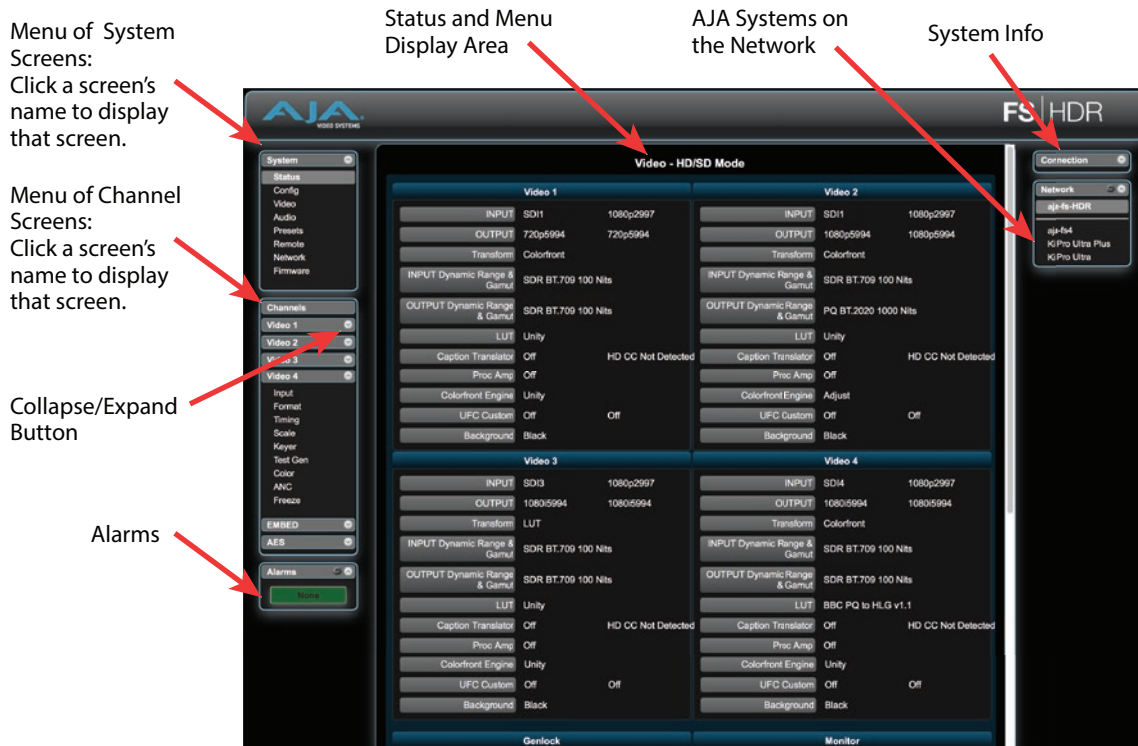 Menu of System
Screens:
Click a screen's
name to display
that screen.
Status and Menu
Display Area
AJA Systems on
the Network
System Info
Menu of Channel
Screens:
Click a screen's
name to display
that screen.
Collapse/Expand
Button
Alarms
AJA
VIDEO SYSTEMS
FS|HDR
System
Status
Config
Video
Audio
Presets
Remote
Network
Firmware
Channels
Video 1
Video 2
Video 3
Video 4
Input
Format
Timing
Scale
Keyer
Test Gen
Color
ANC
Freeze
EMBED
AES
Alarms
None
Video - HD/SD Mode
Video 1
INPUT SDI1 1080p2997
OUTPUT 720p5994 720p5994
Transform Colorfront
INPUT Dynamic Range &
Gamut SDR BT.709 100 Nits
OUTPUT Dynamic Range
& Gamut SDR BT.709 100 Nits
LUT Unity
Caption Translator Off HD CC Not Detected
Proc Amp Off
Colorfront Engine Unity
UFC Custom Off Off
Background Black
Video 2
INPUT SDI1 1080p2997
OUTPUT 1080p5994 1080p5994
Transform Colorfront
INPUT Dynamic Range &
Gamut SDR BT.709 100 Nits
OUTPUT Dynamic Range
& Gamut PQ BT.2020 1000 Nits
LUT Unity
Caption Translator Off HD CC Not Detected
Proc Amp Off
Colorfront Engine Adjust
UFC Custom Off Off
Background Black
Video 3
INPUT SDI3 1080p2997
OUTPUT 1080i5994 1080i5994
Transform LUT
INPUT Dynamic Range &
Gamut SDR BT.709 100 Nits
OUTPUT Dynamic Range
& Gamut SDR BT.709 100 Nits
LUT Unity
Caption Translator Off HD CC Not Detected
Proc Amp Off
Colorfront Engine Unity
UFC Custom Off Off
Background Black
Video 4
INPUT SDI4 1080p2997
OUTPUT 1080i5994 1080i5994
Transform Colorfront
INPUT Dynamic Range &
Gamut SDR BT.709 100 Nits
OUTPUT Dynamic Range
& Gamut SDR BT.709 100 Nits
LUT BBC PQ to HLG v1.1
Caption Translator Off HD CC Not Detected
Proc Amp Off
Colorfront Engine Unity
UFC Custom Off Off
Background Black
Genlock
Monitor
Connection
Network
aja-fs-HDR
aja-fs4
KiPro Ultra Plus
KiPro Ultra